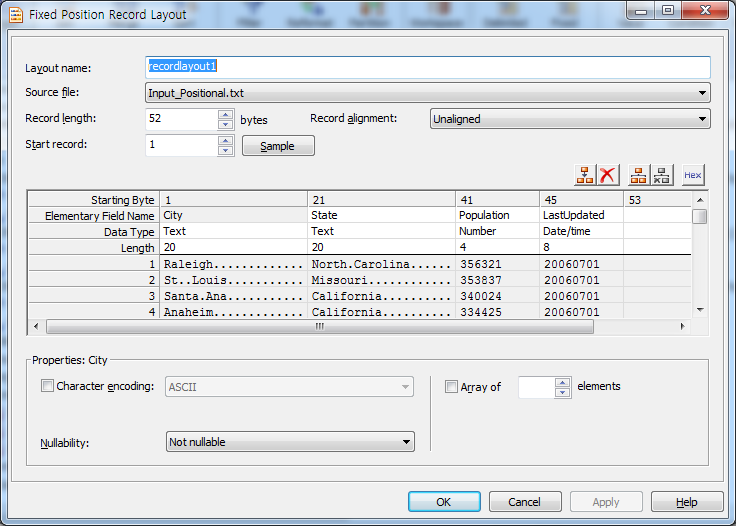 Fixed Position Record Layout
Layout name: recordlayout1
Source file: Input_Positional.txt
Record length: 52 bytes Record alignment: Unaligned
Start record: 1 Sample
Hex
Starting Byte 1 21 41 45 53
Elementary Field Name City State Population LastUpdated
Data Type Text Text Number Date/time
Length 20 20 4 8
1 Raleigh............. North.Carolina...... 356321 20060701
2 St..Louis........... Missouri............ 353837 20060701
3 Santa.Ana........... California.......... 340024 20060701
4 Anaheim............. California.......... 334425 20060701
Properties: City
Character encoding: ASCII Array of elements
Nullability: Not nullable
OK Cancel Apply Help